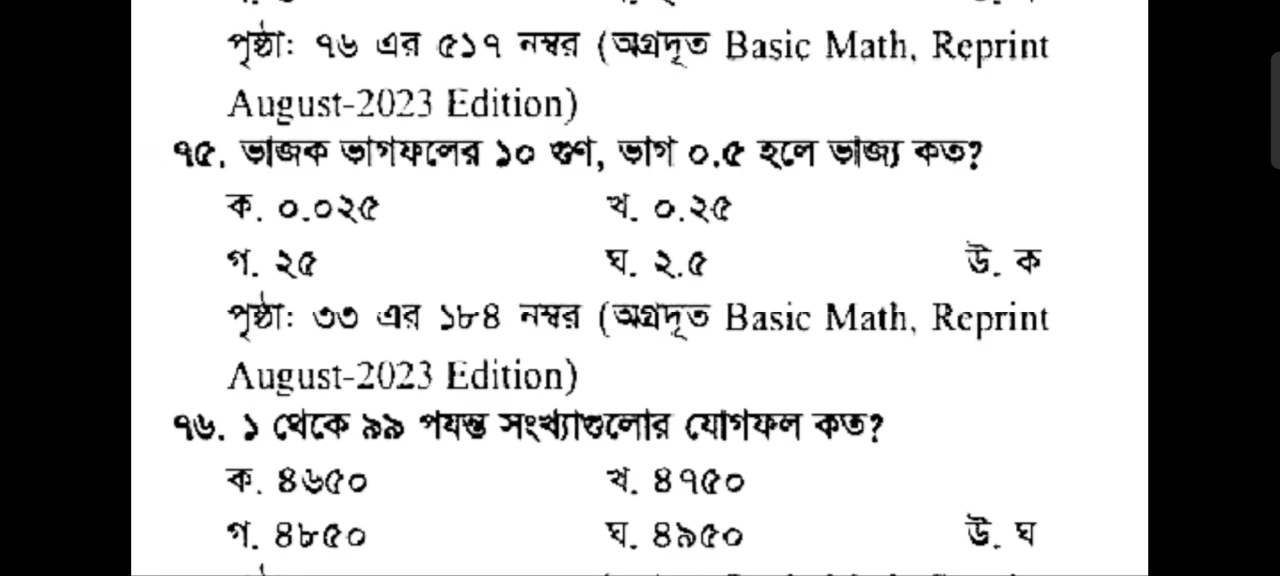 পৃষ্ঠা: ৭৬ এর ৫১৭ নম্বর (অগ্রদূত Basic Math, Reprint
August-2023 Edition)
৭৫. ভাজক ভাগফলের ১০ গুণ, ভাগ ০.৫ হলে ভাজ্য কত?
ক. ০.০২৫ খ. ০.২৫
গ. ২৫ ঘ. ২.৫ উ. ক
পৃষ্ঠা: ৩৩ এর ১৮৪ নম্বর (অগ্রদূত Basic Math, Reprint
August-2023 Edition)
৭৬. ১ থেকে ৯৯ পযন্ত সংখ্যাগুলোর যোগফল কত?
ক. ৪৬৫০ খ. ৪৭৫০
গ. ৪৮৫০ ঘ. ৪৯৫০ উ. ঘ